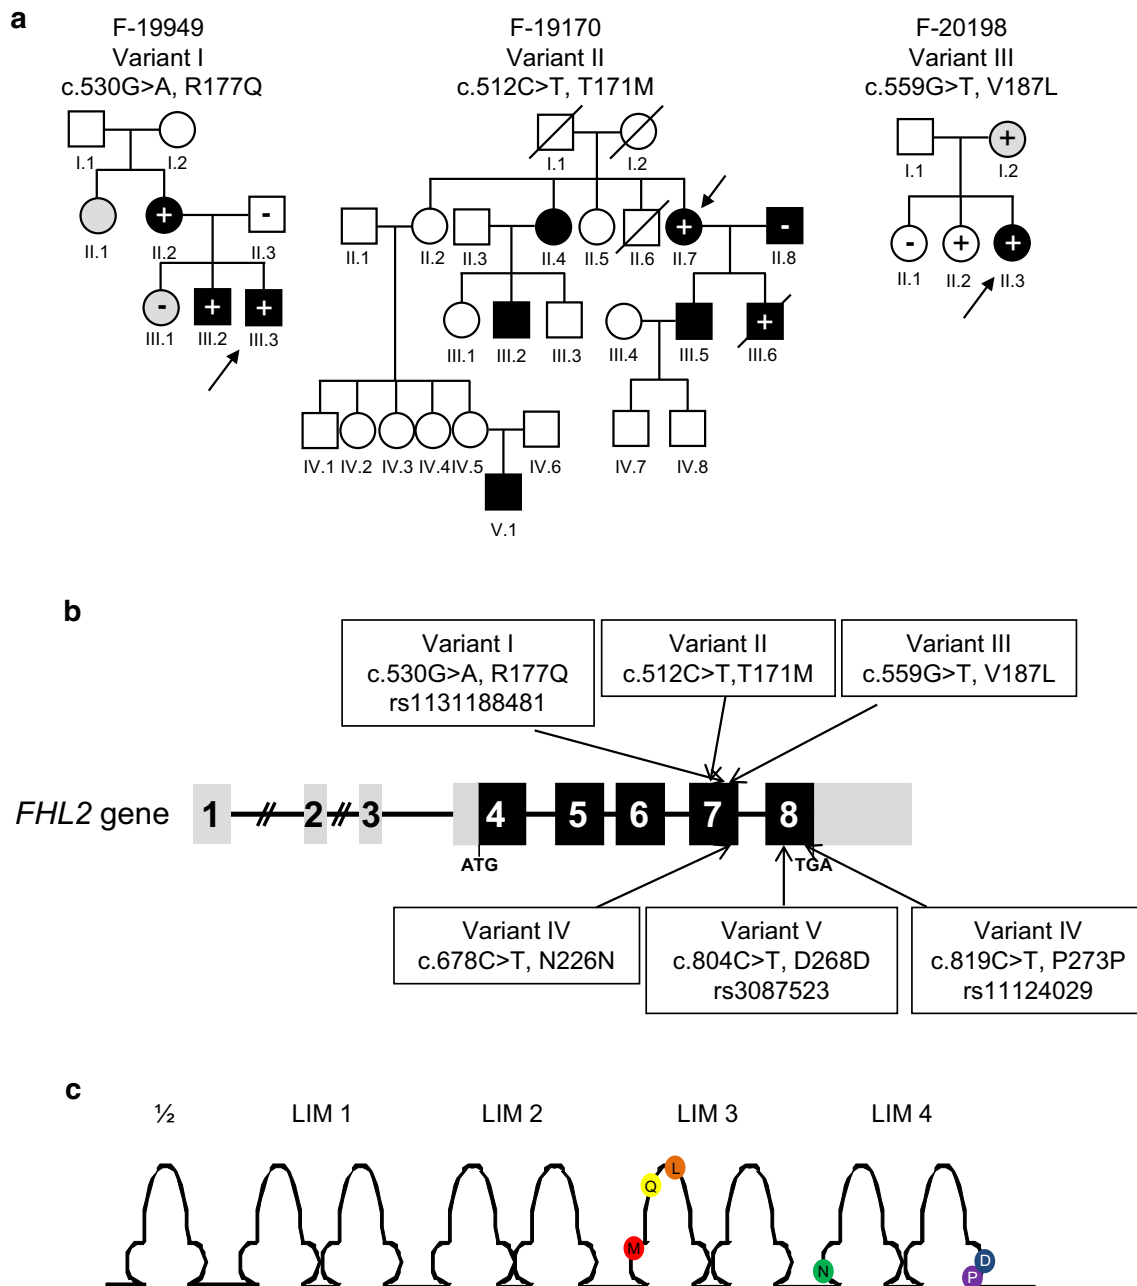 a
F-19949
Variant I
c.530G>A, R177Q
I.1 I.2
+ -
II.1 II.2 II.3
- + +
III.1 III.2 III.3
F-19170
Variant II
c.512C>T, T171M
I.1 I.2
+ -
II.1 II.2 II.3 II.4 II.5 II.6 II.7 II.8
+
III.1 III.2 III.3 III.4 III.5 III.6
IV.1 IV.2 IV.3 IV.4 IV.5 IV.6 IV.7 IV.8
V.1
F-20198
Variant III
c.559G>T, V187L
+
I.1 I.2
- + +
II.1 II.2 II.3
b
Variant I
c.530G>A, R177Q
rs1131188481
Variant II
c.512C>T,T171M
Variant III
c.559G>T, V187L
FHL2 gene
1 2 3 4 5 6 7 8
ATG TGA
Variant IV
c.678C>T, N226N
Variant V
c.804C>T, D268D
rs3087523
Variant IV
c.819C>T, P273P
rs11124029
c
½ LIM 1 LIM 2 LIM 3 LIM 4
L
Q
M
N
D
P